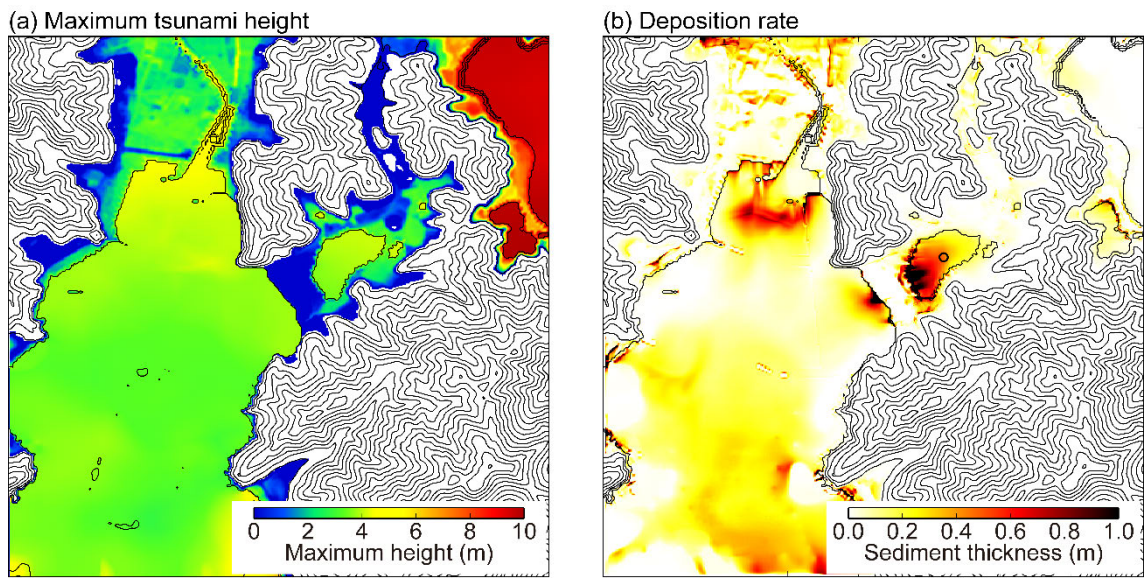 (a) Maximum tsunami height
(b) Deposition rate
0 2 4 6 8 10
Maximum height (m)
0.0 0.2 0.4 0.6 0.8 1.0
Sediment thickness (m)